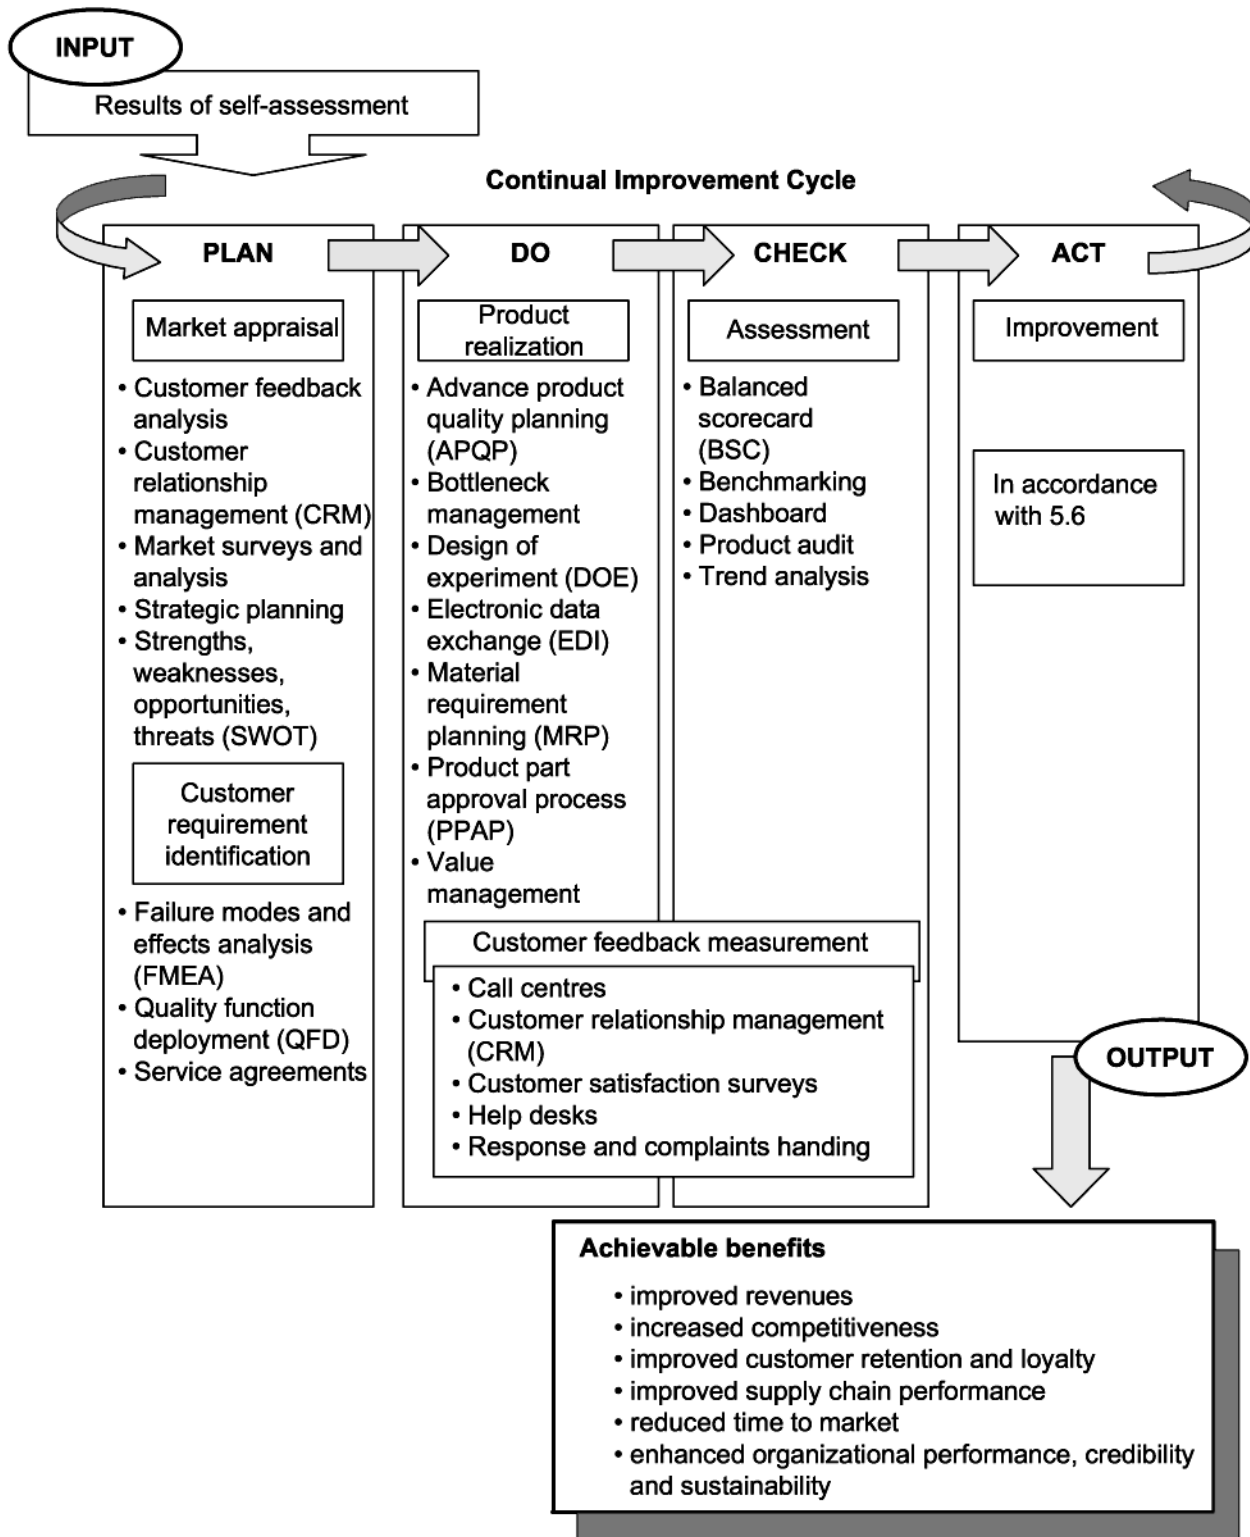 INPUT
Results of self-assessment
Continual Improvement Cycle
PLAN
Market appraisal
• Customer feedback
analysis
• Customer
relationship
management (CRM)
• Market surveys and
analysis
• Strategic planning
• Strengths,
weaknesses,
opportunities,
threats (SWOT)
Customer
requirement
identification
• Failure modes and
effects analysis
(FMEA)
• Quality function
deployment (QFD)
• Service agreements
DO
Product
realization
• Advance product
quality planning
(APQP)
• Bottleneck
management
• Design of
experiment (DOE)
• Electronic data
exchange (EDI)
• Material
requirement
planning (MRP)
• Product part
approval process
(PPAP)
• Value
management
CHECK
Assessment
• Balanced
scorecard
(BSC)
• Benchmarking
• Dashboard
• Product audit
• Trend analysis
Customer feedback measurement
• Call centres
• Customer relationship management
(CRM)
• Customer satisfaction surveys
• Help desks
• Response and complaints handing
ACT
Improvement
In accordance
with 5.6
OUTPUT
Achievable benefits
• improved revenues
• increased competitiveness
• improved customer retention and loyalty
• improved supply chain performance
• reduced time to market
• enhanced organizational performance, credibility
and sustainability